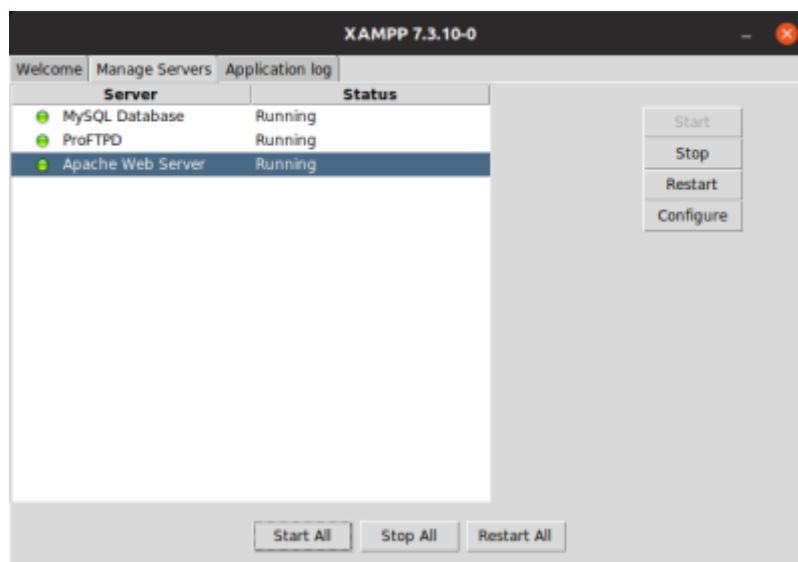 XAMPP 7.3.10-0
Welcome Manage Servers Application log
Server Status
MySQL Database Running
ProFTPD Running
Apache Web Server Running
Start
Stop
Restart
Configure
Start All Stop All Restart All